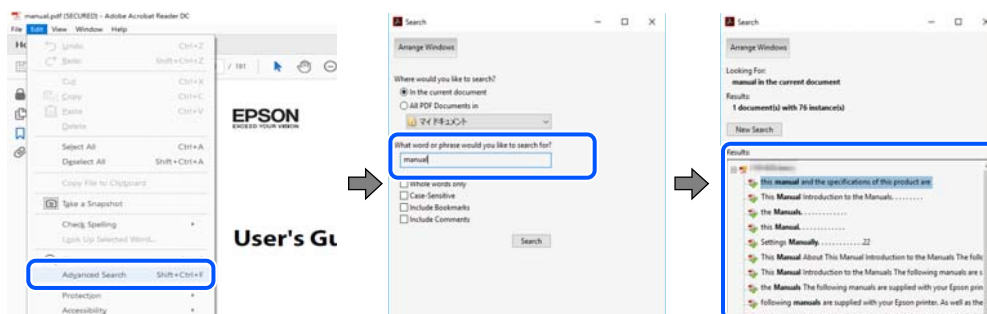 manual.pdf (SECURED) - Adobe Acrobat Reader DC
File Edit View Window Help
Undo Ctrl+Z
Redo Shift+Ctrl+Z
Cut Ctrl+X
Copy Ctrl+C
Paste Ctrl+V
Delete
Select All Ctrl+A
Deselect All Shift+Ctrl+A
Copy File to Clipboard
Take a Snapshot
Check Spelling
Look Up Selected Word...
Advanced Search Shift+Ctrl+F
Protection
Accessibility
/ 191
EPSON
EXCEED YOUR VISION
User's Gu
Search
Arrange Windows
Where would you like to search?
In the current document
All PDF Documents in
マイドキュメント
What word or phrase would you like to search for?
manual
Whole words only
Case-Sensitive
Include Bookmarks
Include Comments
Search
Search
Arrange Windows
Looking For:
manual in the current document
Results:
1 document(s) with 76 instance(s)
New Search
Results:
this manual and the specifications of this product are
This Manual Introduction to the Manuals. . . . . . . . .
the Manuals. . . . . . . . . . . . .
this Manual. . . . . . . . . . . . .
Settings Manually. . . . . . . . . . . . . 22
This Manual About This Manual Introduction to the Manuals The follo
This Manual Introduction to the Manuals The following manuals are s
the Manuals The following manuals are supplied with your Epson prin
following manuals are supplied with your Epson printer. As well as the